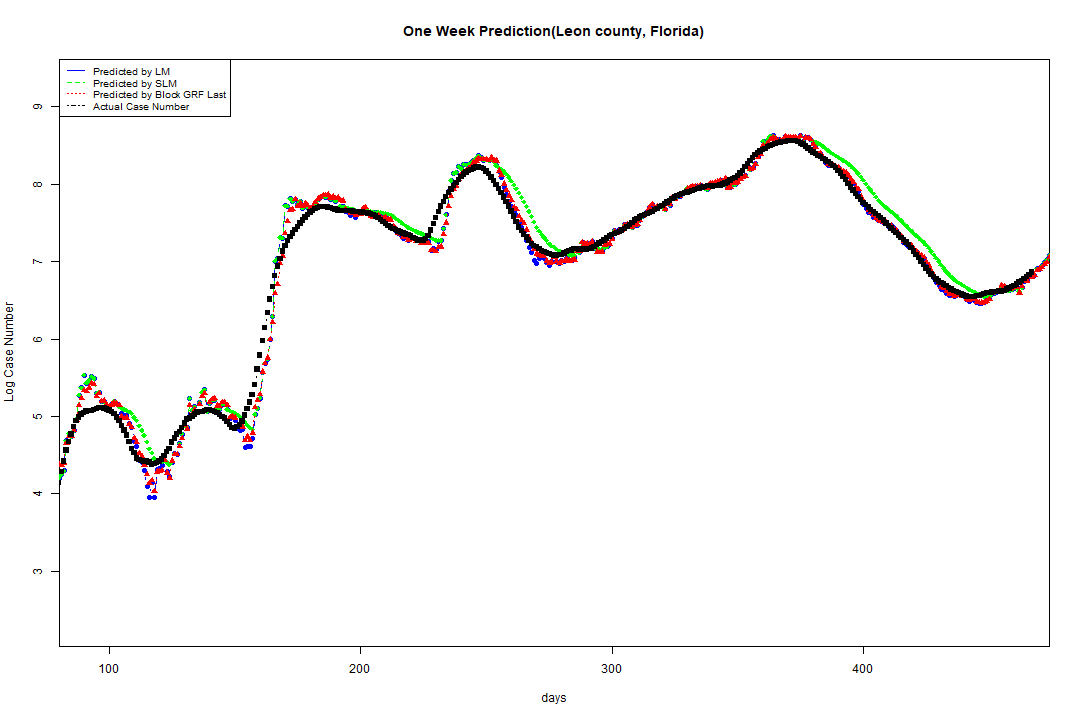 One Week Prediction(Leon county, Florida)
Predicted by LM
Predicted by SLM
Predicted by Block GRF Last
Actual Case Number
9
8
7
6
5
4
3
Log Case Number
100 200 300 400
days